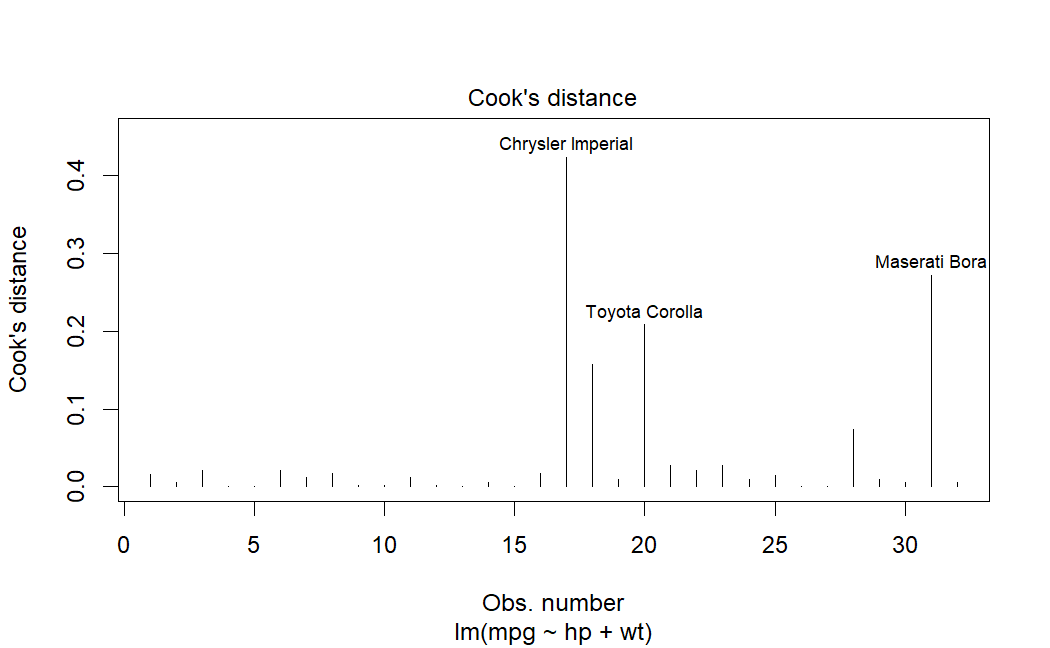 Cook's distance
Chrysler Imperial
Maserati Bora
Toyota Corolla
Cook's distance
0.4
0.3
0.2
0.1
0.0
0 5 10 15 20 25 30
Obs. number
lm(mpg ~ hp + wt)